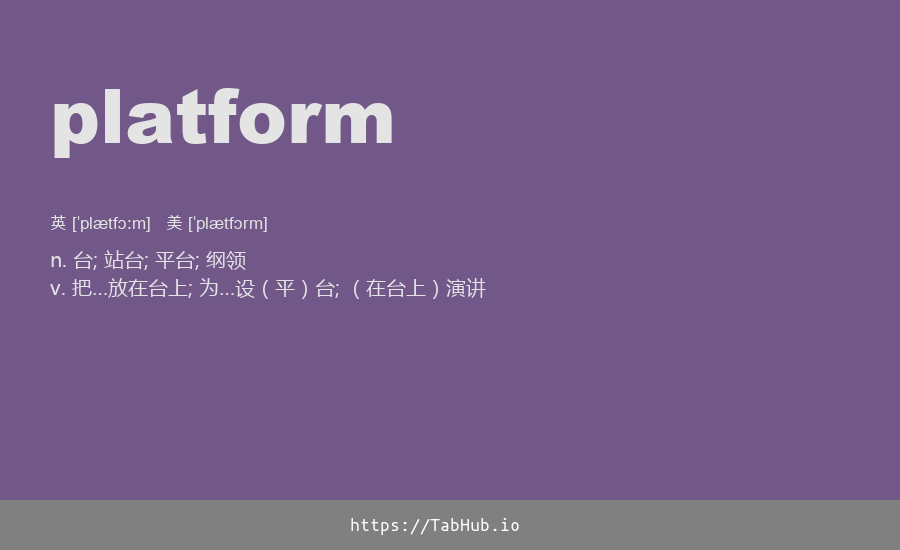 platform
英 [ˈplætfɔːm] 美 [ˈplætfɔrm]
n. 台; 站台; 平台; 纲领
v. 把...放在台上; 为...设（平）台; （在台上）演讲
https://TabHub.io